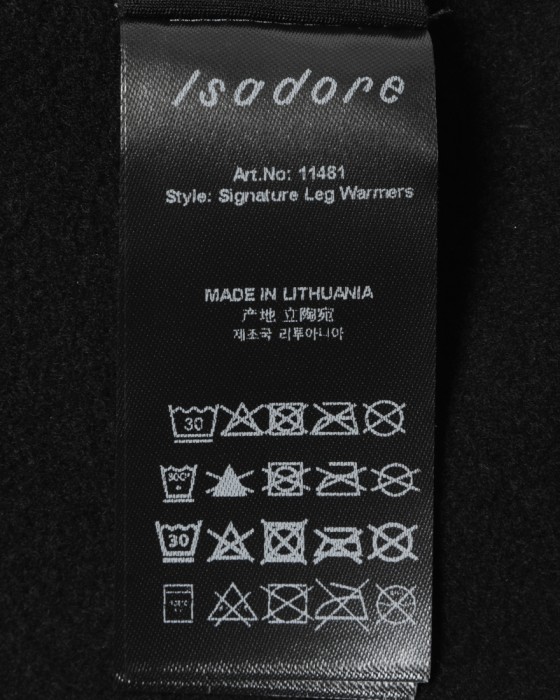 Isadore
Art.No: 11481
Style: Signature Leg Warmers
MADE IN LITHUANIA
产地 立陶宛
제조국 리투아니아
30
30C°
30